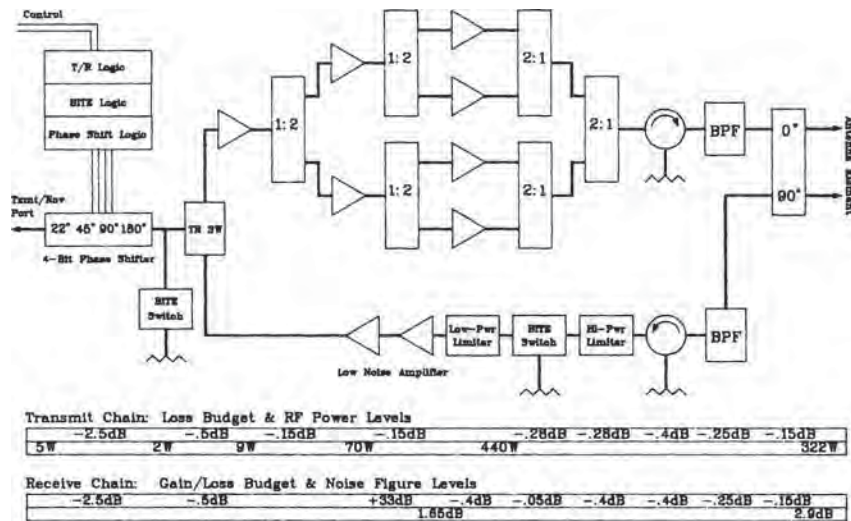 Control
T/R Logic
BITE Logic
Phase Shift Logic
Txmt/Rcv
Port
22° 45° 90° 180°
4-Bit Phase Shifter
TR SW
BITE
Switch
1:2
1:2
1:2
2:1
2:1
2:1
BPF
0°
90°
Antenna Element
Low Noise Amplifier
Low-Pwr
Limiter
BITE
Switch
Hi-Pwr
Limiter
BPF
Transmit Chain: Loss Budget & RF Power Levels
-2.5dB -.5dB -.15dB -.15dB -.28dB -.28dB -.4dB -.25dB -.15dB
5W 2W 9W 70W 440W 322W
Receive Chain: Gain/Loss Budget & Noise Figure Levels
-2.5dB -.5dB +33dB -.4dB -.05dB -.4dB -.4dB -.25dB -.15dB
1.65dB 2.9dB